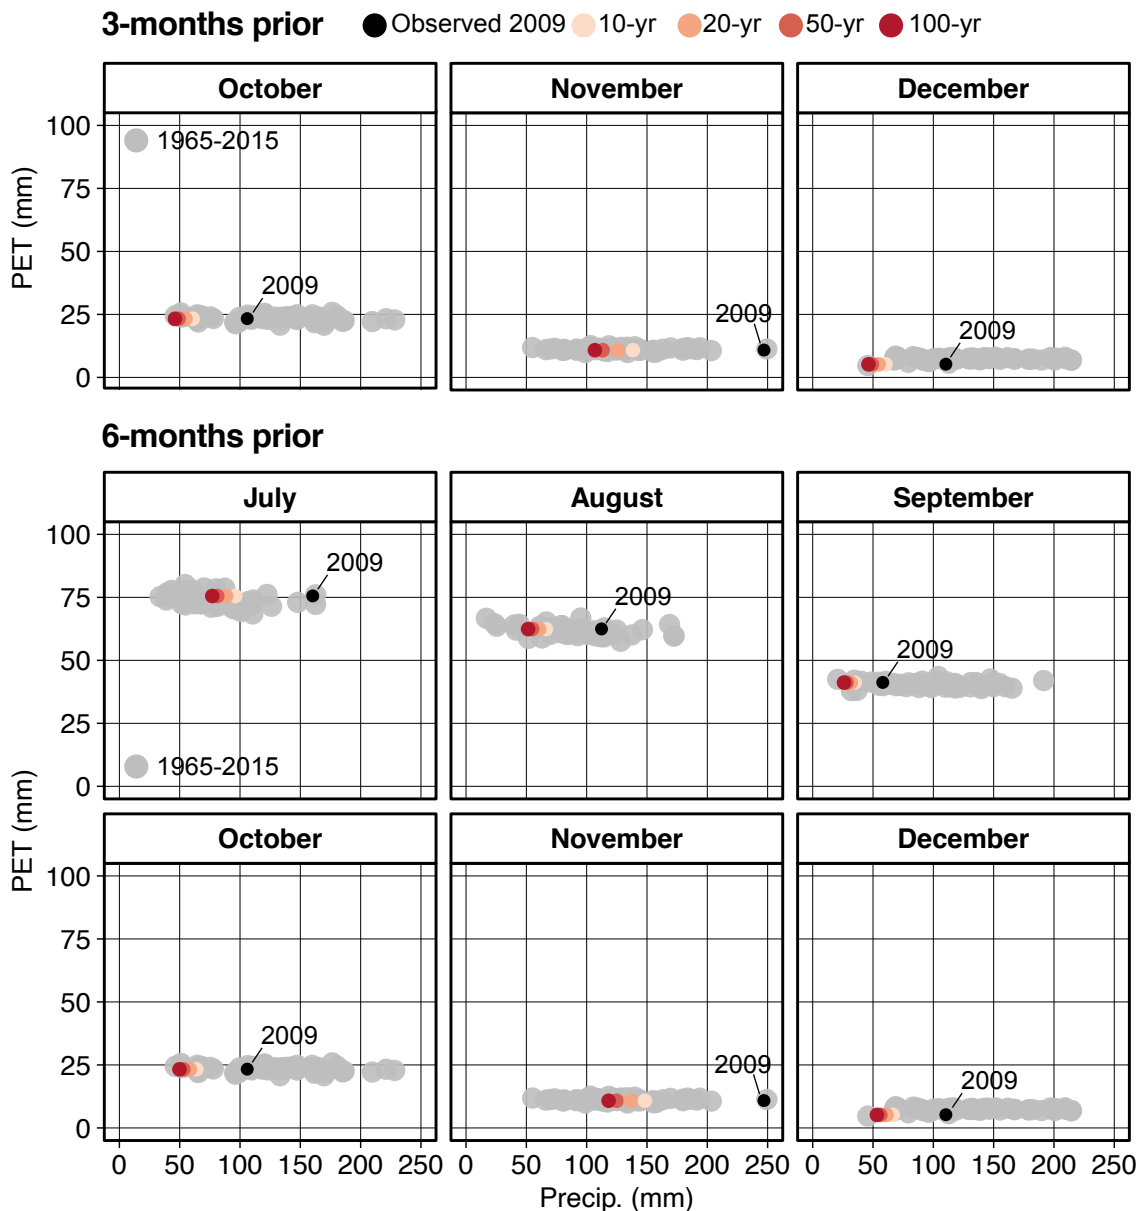 3-months prior
Observed 2009 10-yr 20-yr 50-yr 100-yr
October November December
100
75
50
25
0
PET (mm)
1965-2015
2009
2009
2009
6-months prior
July August September
100
75
50
25
0
PET (mm)
2009
2009
2009
1965-2015
October November December
100
75
50
25
0
2009
2009
2009
0 50 100 150 200 250 0 50 100 150 200 250 0 50 100 150 200 250
Precip. (mm)